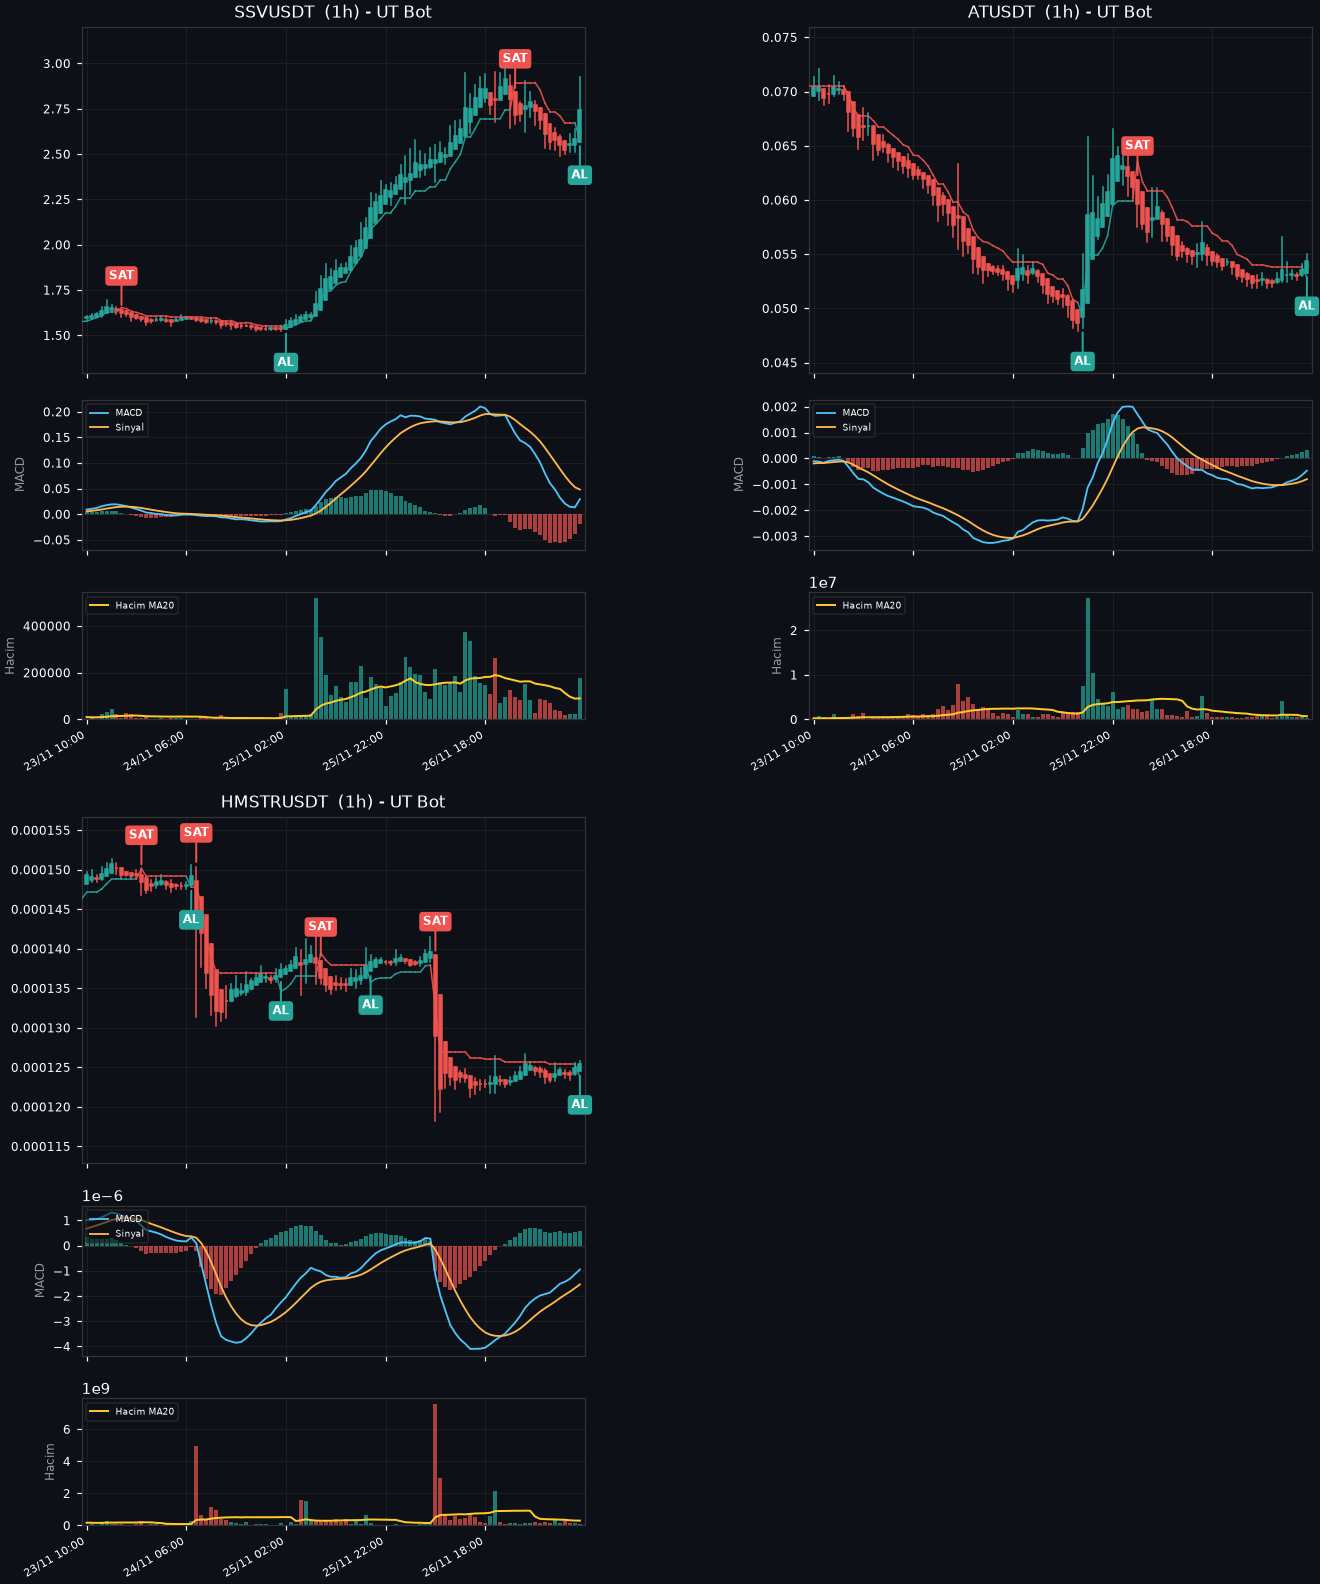 SSVUSDT  (1h) - UT Bot
3.00
2.75
2.50
2.25
2.00
1.75
1.50
SAT
AL
SAT
AL
MACD
Sinyal
0.20
0.15
0.10
0.05
0.00
−0.05
MACD
Hacim MA20
400000
200000
0
Hacim
23/11 10:00
24/11 06:00
25/11 02:00
25/11 22:00
26/11 18:00
ATUSDT  (1h) - UT Bot
0.075
0.070
0.065
0.060
0.055
0.050
0.045
AL
SAT
AL
MACD
Sinyal
0.002
0.001
0.000
−0.001
−0.002
−0.003
MACD
1e7
Hacim MA20
2
1
0
Hacim
23/11 10:00
24/11 06:00
25/11 02:00
25/11 22:00
26/11 18:00
HMSTRUSDT  (1h) - UT Bot
0.000155
0.000150
0.000145
0.000140
0.000135
0.000130
0.000125
0.000120
0.000115
SAT
AL
SAT
AL
SAT
AL
SAT
AL
1e−6
MACD
Sinyal
1
0
−1
−2
−3
−4
MACD
1e9
Hacim MA20
6
4
2
0
Hacim
23/11 10:00
24/11 06:00
25/11 02:00
25/11 22:00
26/11 18:00